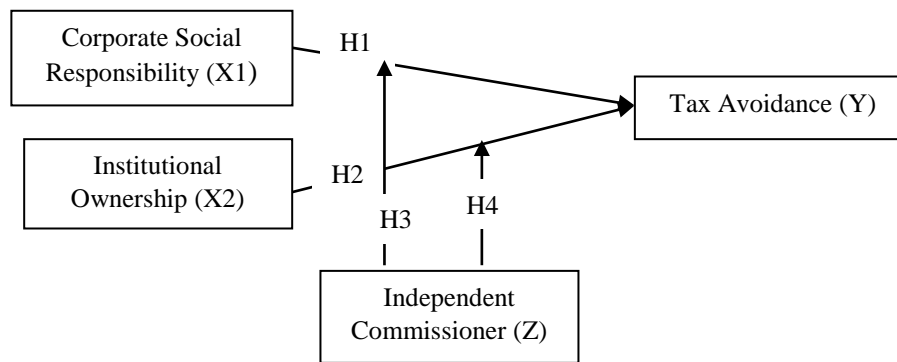 Corporate Social
Responsibility (X1)
H1
Tax Avoidance (Y)
Institutional
Ownership (X2)
H2
H3
H4
Independent
Commissioner (Z)